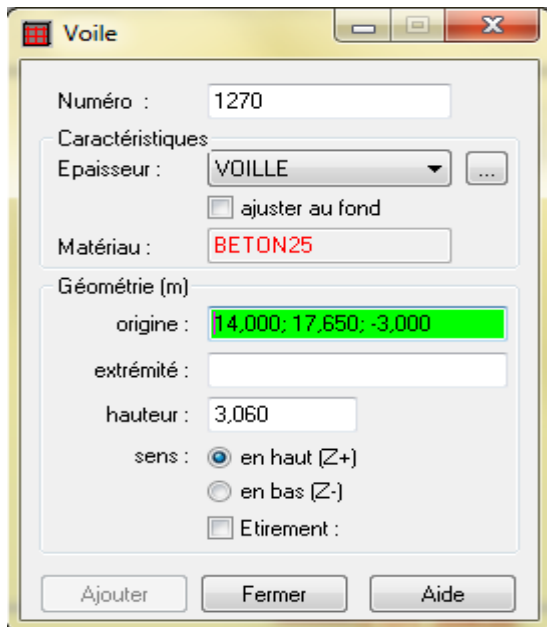 Voile
Numéro : 1270
Caractéristiques
Epaisseur : VOILLE ...
ajuster au fond
Matériau : BETON25
Géométrie (m)
origine : 14,000; 17,650; -3,000
extrémité :
hauteur : 3,060
sens : en haut (Z+)
en bas (Z-)
Etirement :
Ajouter Fermer Aide